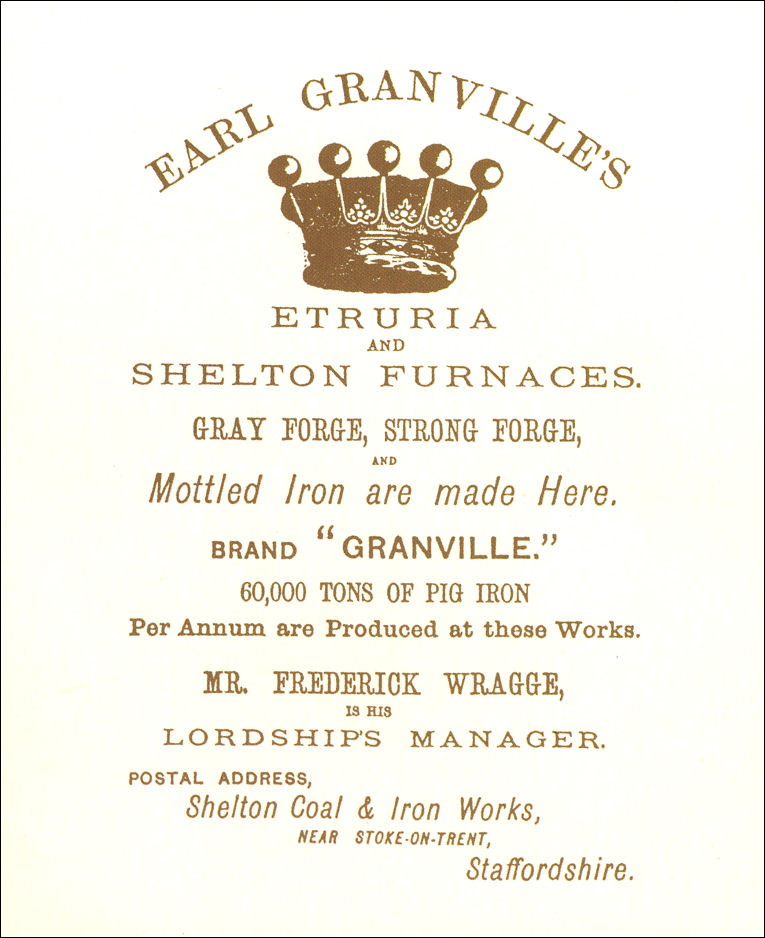 EARL GRANVILLE'S
ETRURIA
AND
SHELTON FURNACES.
GRAY FORGE, STRONG FORGE,
AND
Mottled Iron are made Here.
BRAND "GRANVILLE."
60,000 TONS OF PIG IRON
Per Annum are Produced at these Works.
MR. FREDERICK WRAGGE,
IS HIS
LORDSHIP'S MANAGER.
POSTAL ADDRESS,
Shelton Coal & Iron Works,
NEAR STOKE-ON-TRENT,
Staffordshire.